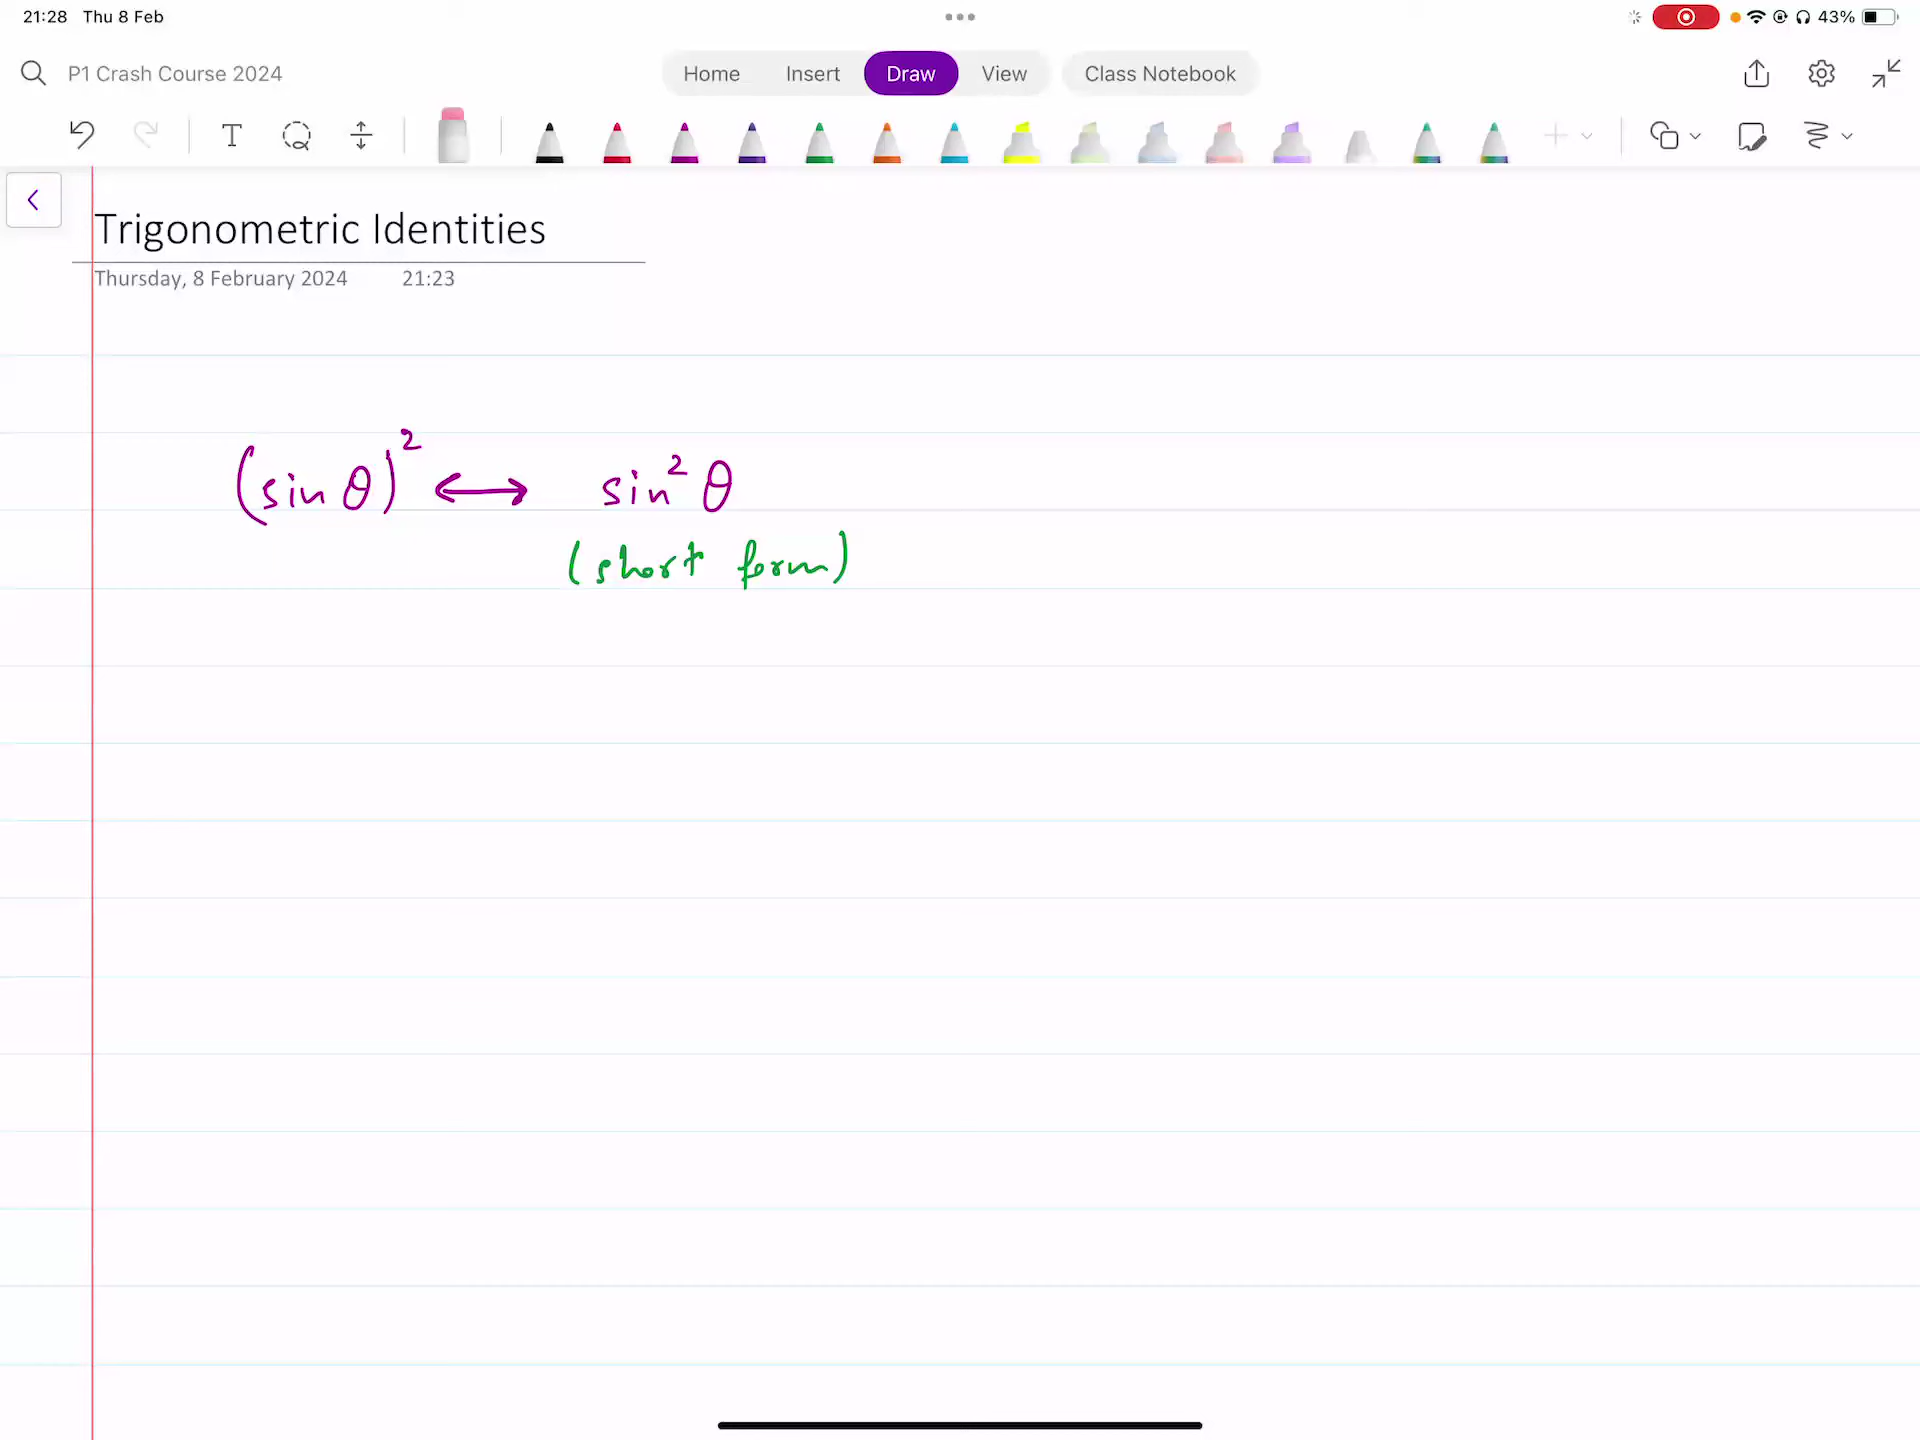 21:28 Thu 8 Feb 43%
P1 Crash Course 2024 Home Insert Draw View Class Notebook
T
Trigonometric Identities
Thursday, 8 February 2024 21:23
(sin θ)² ⟷ sin² θ
(short form)